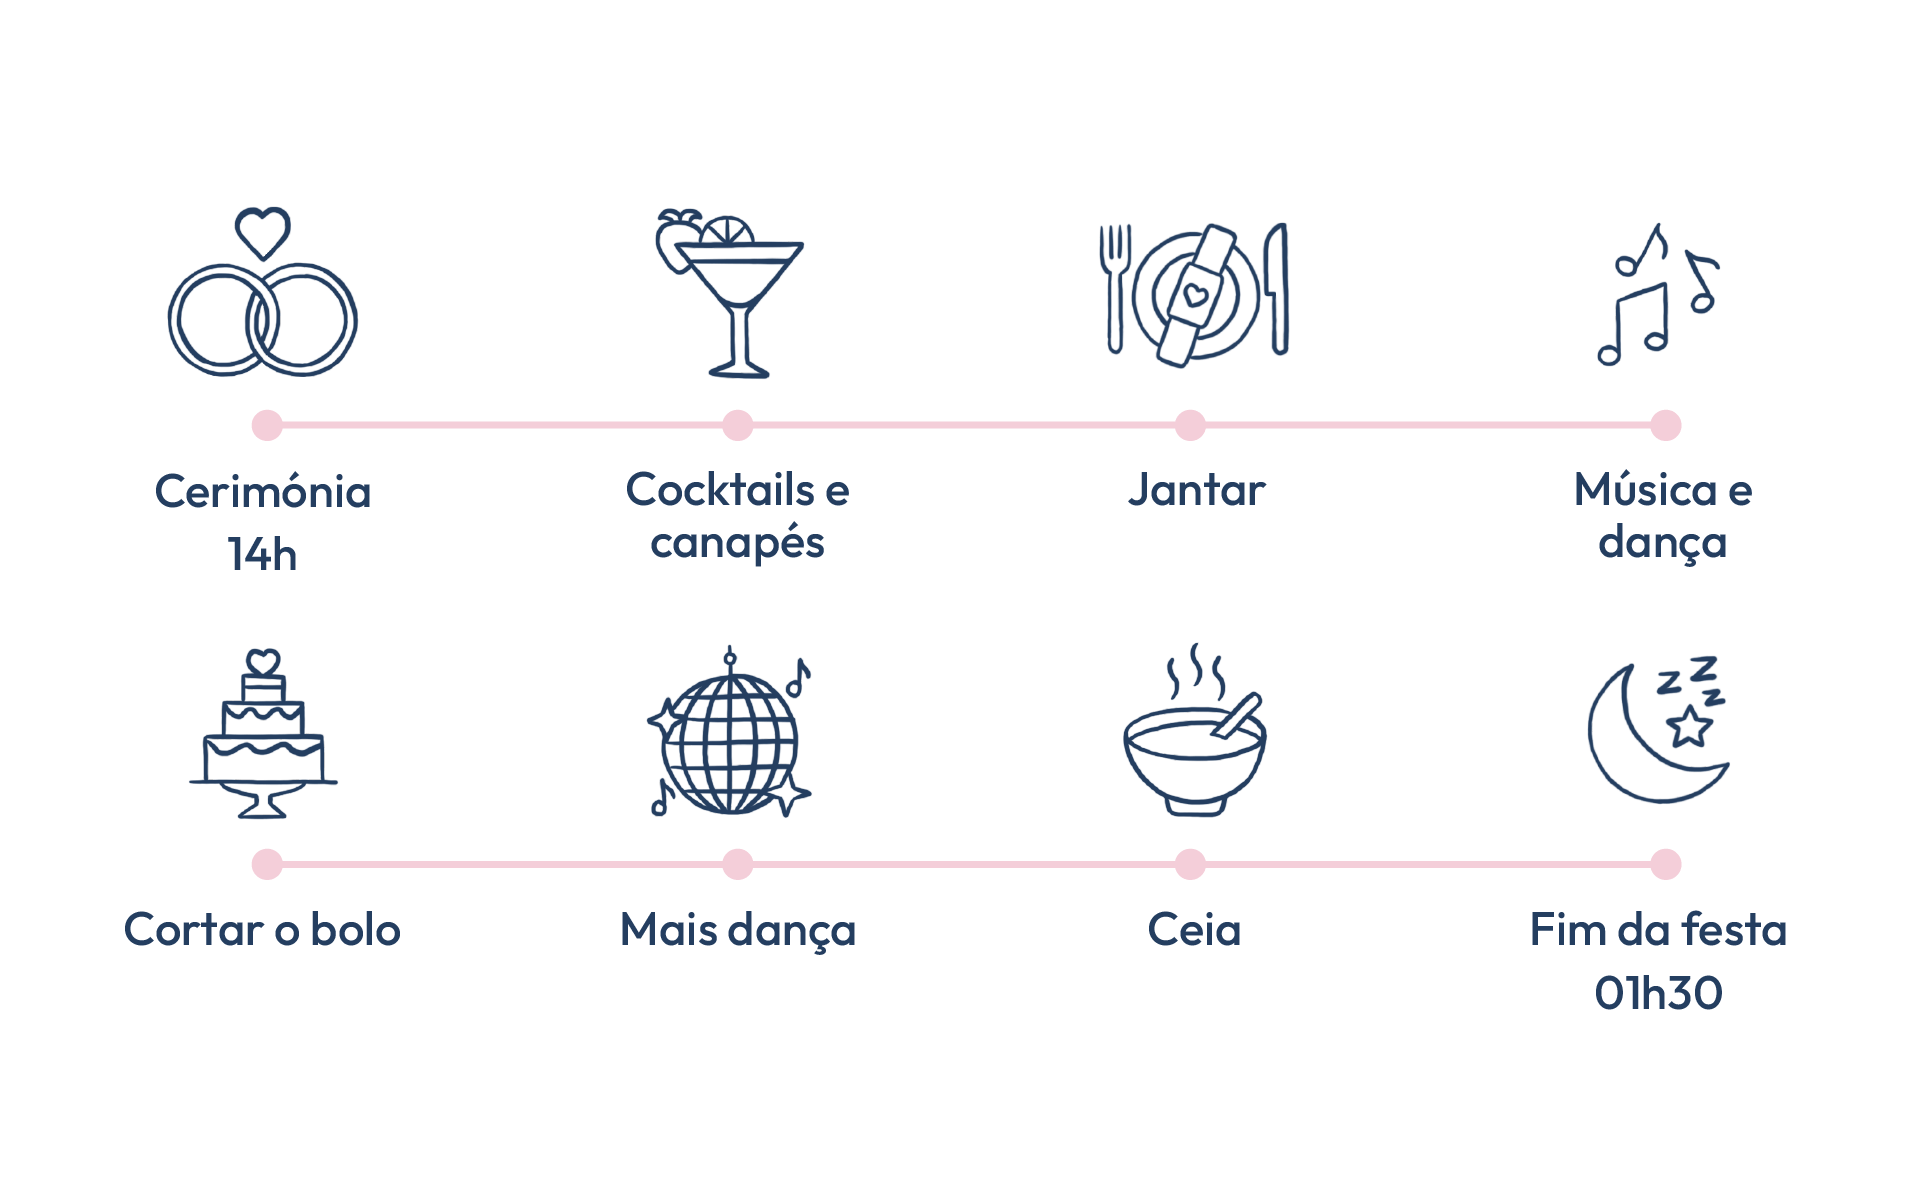 Cerimónia
14h
Cocktails e
canapés
Jantar
Música e
dança
Cortar o bolo
Mais dança
Ceia
Fim da festa
01h30